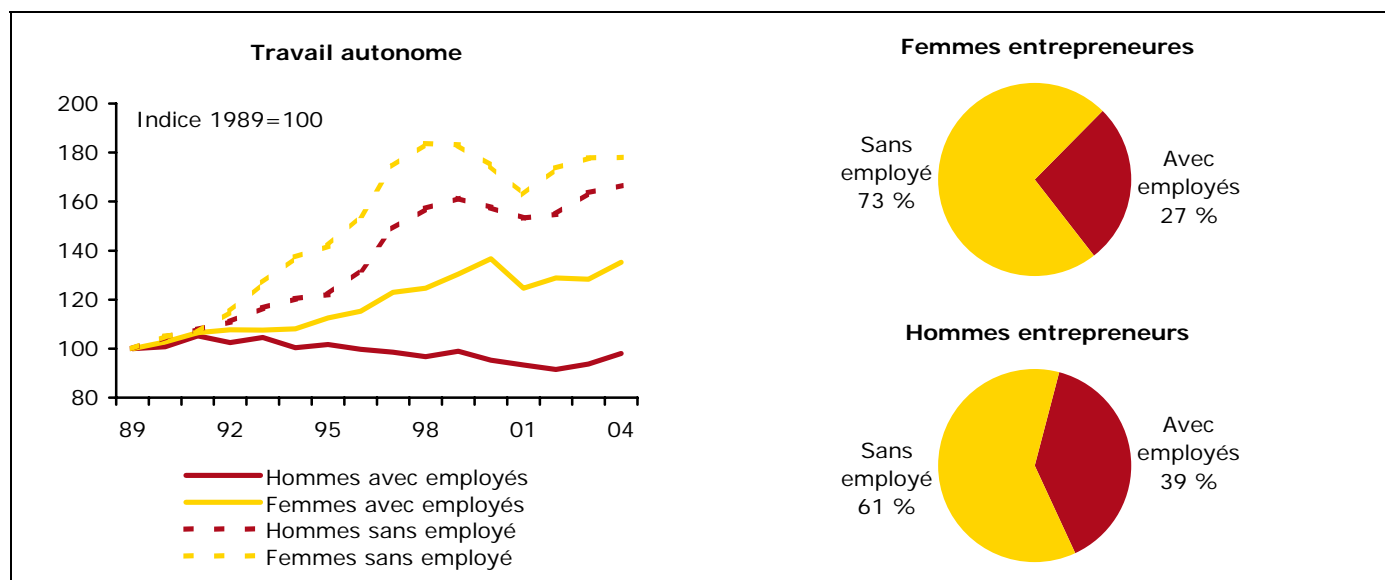 Travail autonome
Indice 1989=100
200
180
160
140
120
100
80
89 92 95 98 01 04
Hommes avec employés
Femmes avec employés
Hommes sans employé
Femmes sans employé
Femmes entrepreneures
Sans
employé
73 %
Avec
employés
27 %
Hommes entrepreneurs
Sans
employé
61 %
Avec
employés
39 %